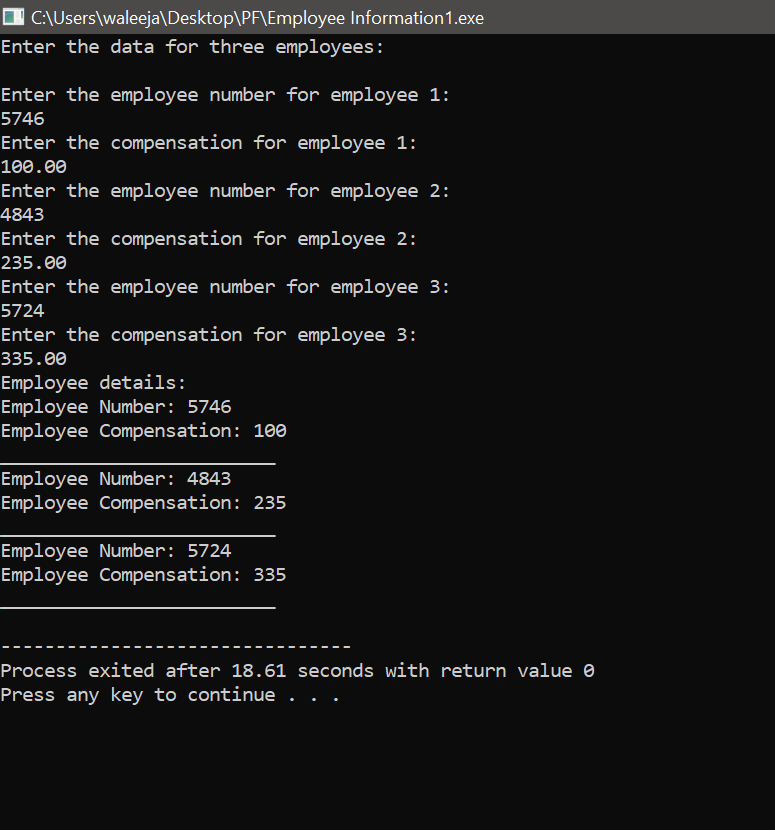 C:\Users\waleeja\Desktop\PF\Employee Information1.exe
Enter the data for three employees:
Enter the employee number for employee 1:
5746
Enter the compensation for employee 1:
100.00
Enter the employee number for employee 2:
4843
Enter the compensation for employee 2:
235.00
Enter the employee number for employee 3:
5724
Enter the compensation for employee 3:
335.00
Employee details:
Employee Number: 5746
Employee Compensation: 100
_________________________
Employee Number: 4843
Employee Compensation: 235
_________________________
Employee Number: 5724
Employee Compensation: 335
_________________________
--------------------------------
Process exited after 18.61 seconds with return value 0
Press any key to continue . . .